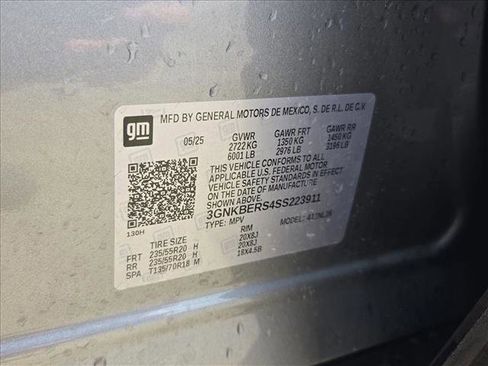 gm
MFD BY GENERAL MOTORS DE MEXICO, S. DE R.L. DE C.V.
05/25 GVWR GAWR FRT GAWR RR
2722 KG 1350 KG 1450 KG
6001 LB 2976 LB 3196 LB
THIS VEHICLE CONFORMS TO ALL APPLICABLE
U.S. FEDERAL MOTOR VEHICLE
SAFETY STANDARDS IN EFFECT
ON THE DATE OF MANUFACTURE
3GNKBERS4SS223911
TYPE: MPV MODEL:
130H
TIRE SIZE RIM
FRT 235/55R20 H 20X8J
RR 235/55R20 H 20X8J
SPA T135/70R18 M 18X4.5B